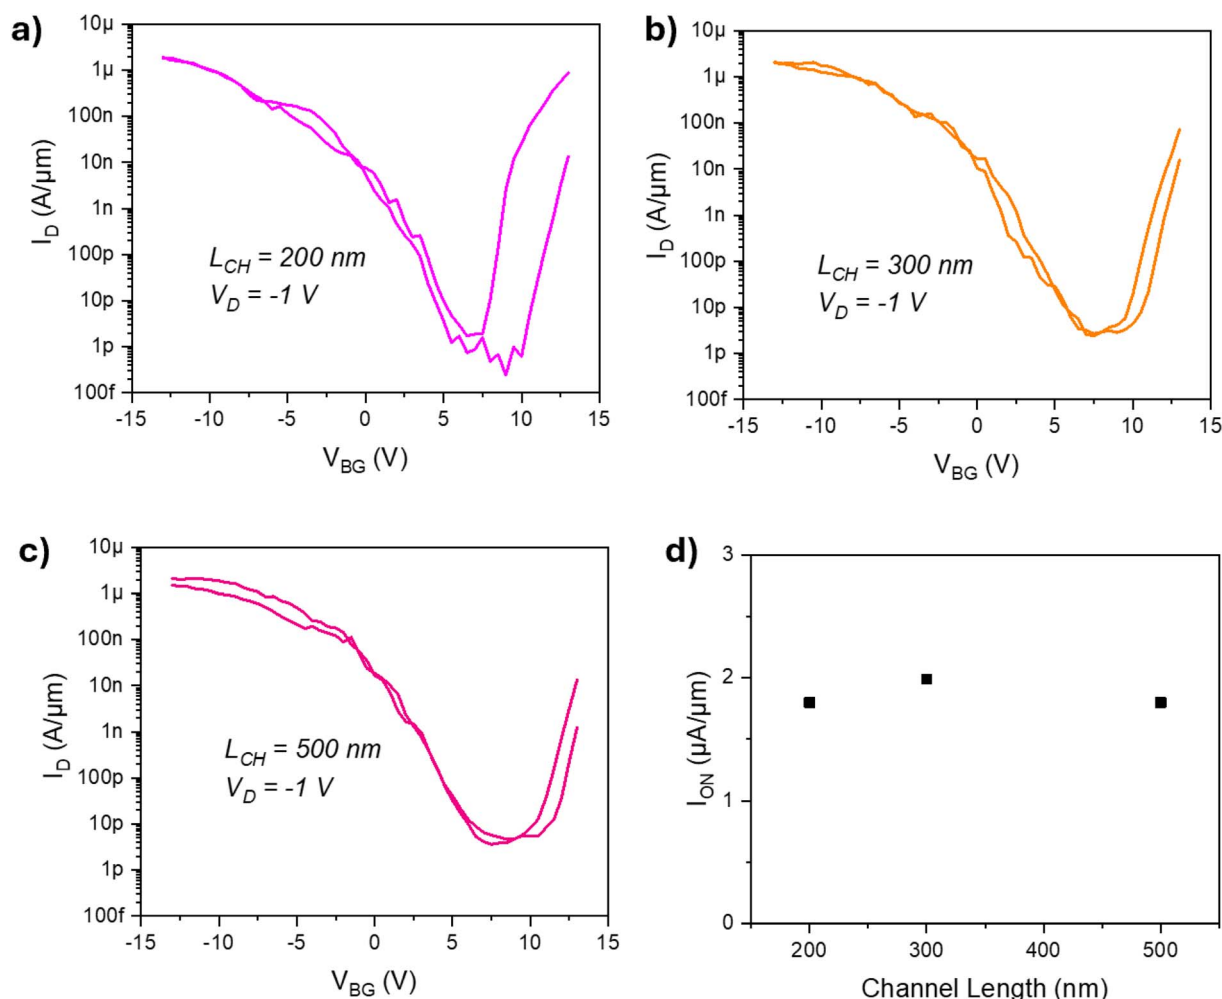 a)
10µ
1µ
100n
10n
1n
100p
10p
1p
100f
I_D (A/µm)
L_CH = 200 nm
V_D = -1 V
-15 -10 -5 0 5 10 15
V_BG (V)
b)
10µ
1µ
100n
10n
1n
100p
10p
1p
100f
I_D (A/µm)
L_CH = 300 nm
V_D = -1 V
-15 -10 -5 0 5 10 15
V_BG (V)
c)
10µ
1µ
100n
10n
1n
100p
10p
1p
100f
I_D (A/µm)
L_CH = 500 nm
V_D = -1 V
-15 -10 -5 0 5 10 15
V_BG (V)
d)
3
2
1
0
I_ON (µA/µm)
200 300 400 500
Channel Length (nm)